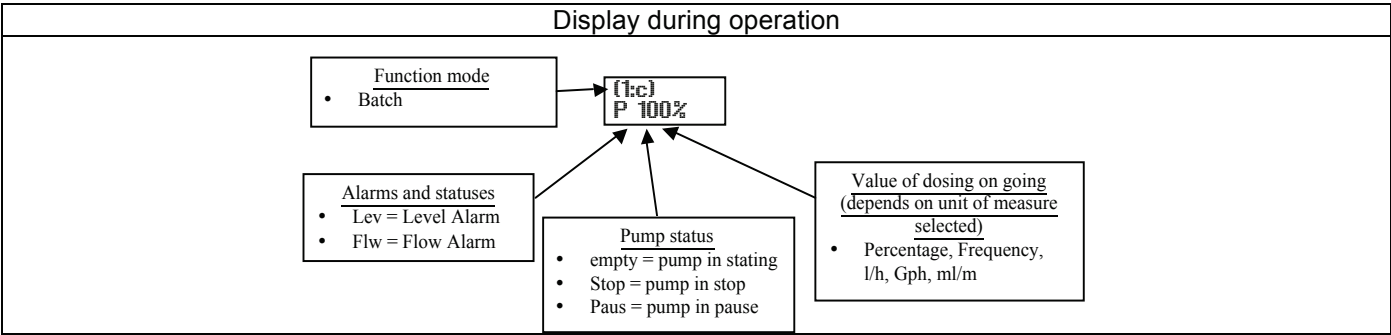 Display during operation
Function mode
• Batch
(1:c)
P 100%
Alarms and statuses
• Lev = Level Alarm
• Flw = Flow Alarm
Pump status
• empty = pump in stating
• Stop = pump in stop
• Paus = pump in pause
Value of dosing on going
(depends on unit of measure
selected)
• Percentage, Frequency,
l/h, Gph, ml/m